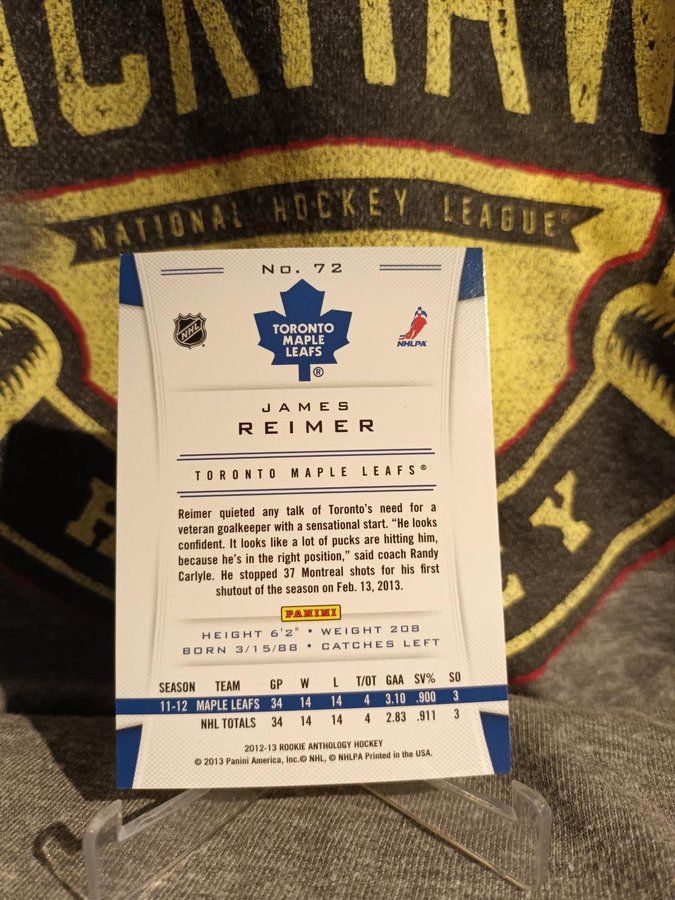 NATIONAL HOCKEY LEAGUE®
No. 72
NHL
TORONTO
MAPLE
LEAFS
®
NHLPA
JAMES
REIMER
TORONTO MAPLE LEAFS®
Reimer quieted any talk of Toronto's need for a
veteran goalkeeper with a sensational start. “He looks
confident. It looks like a lot of pucks are hitting him,
because he's in the right position,” said coach Randy
Carlyle. He stopped 37 Montreal shots for his first
shutout of the season on Feb. 13, 2013.
PANINI
HEIGHT 6'2" • WEIGHT 208
BORN 3/15/88 • CATCHES LEFT
SEASON TEAM GP W L T/OT GAA SV% SO
11-12 MAPLE LEAFS 34 14 14 4 3.10 .900 3
NHL TOTALS 34 14 14 4 2.83 .911 3
2012-13 ROOKIE ANTHOLOGY HOCKEY
© 2013 Panini America, Inc.© NHL, © NHLPA Printed in the USA.